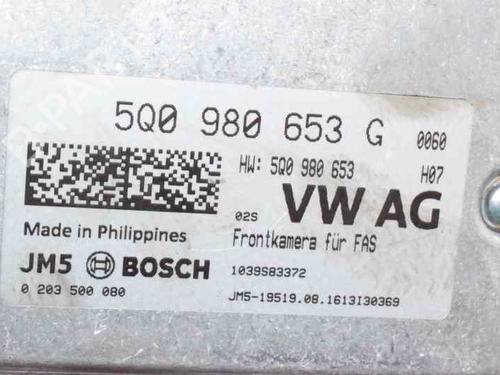 5Q0 980 653 G 0060
HW: 5Q0 980 653 H07
02S VW AG
Made in Philippines Frontkamera für FAS
JM5 BOSCH 1039S83372
0 203 500 080 JM5-19519.08.1613I30369